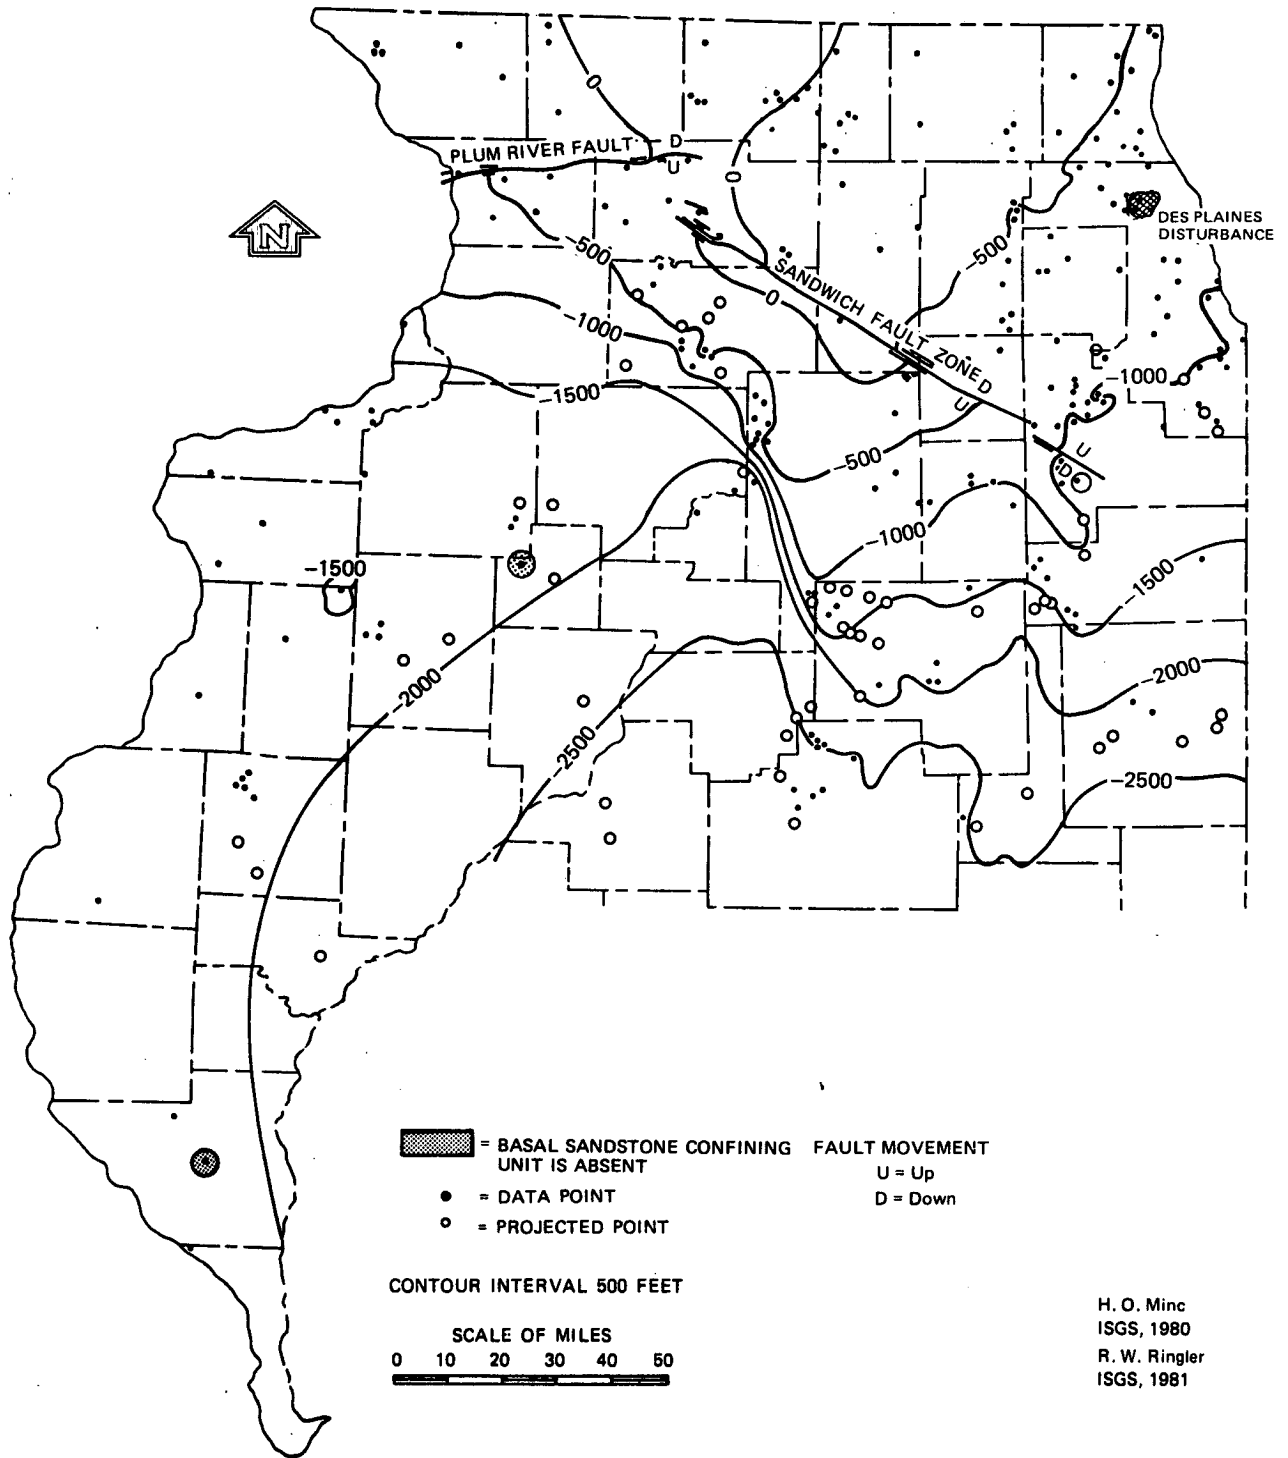 0
PLUM RIVER FAULT
D
U
N
0
DES PLAINES
DISTURBANCE
-500
-500
SANDWICH FAULT ZONE
0
-1000
D
U
-1000
-1500
U
D
-500
-1000
-1500
-1500
-2000
-2000
-2500
-2500
= BASAL SANDSTONE CONFINING
UNIT IS ABSENT
= DATA POINT
= PROJECTED POINT
FAULT MOVEMENT
U = Up
D = Down
CONTOUR INTERVAL 500 FEET
SCALE OF MILES
0 10 20 30 40 50
H. O. Minc
ISGS, 1980
R. W. Ringler
ISGS, 1981